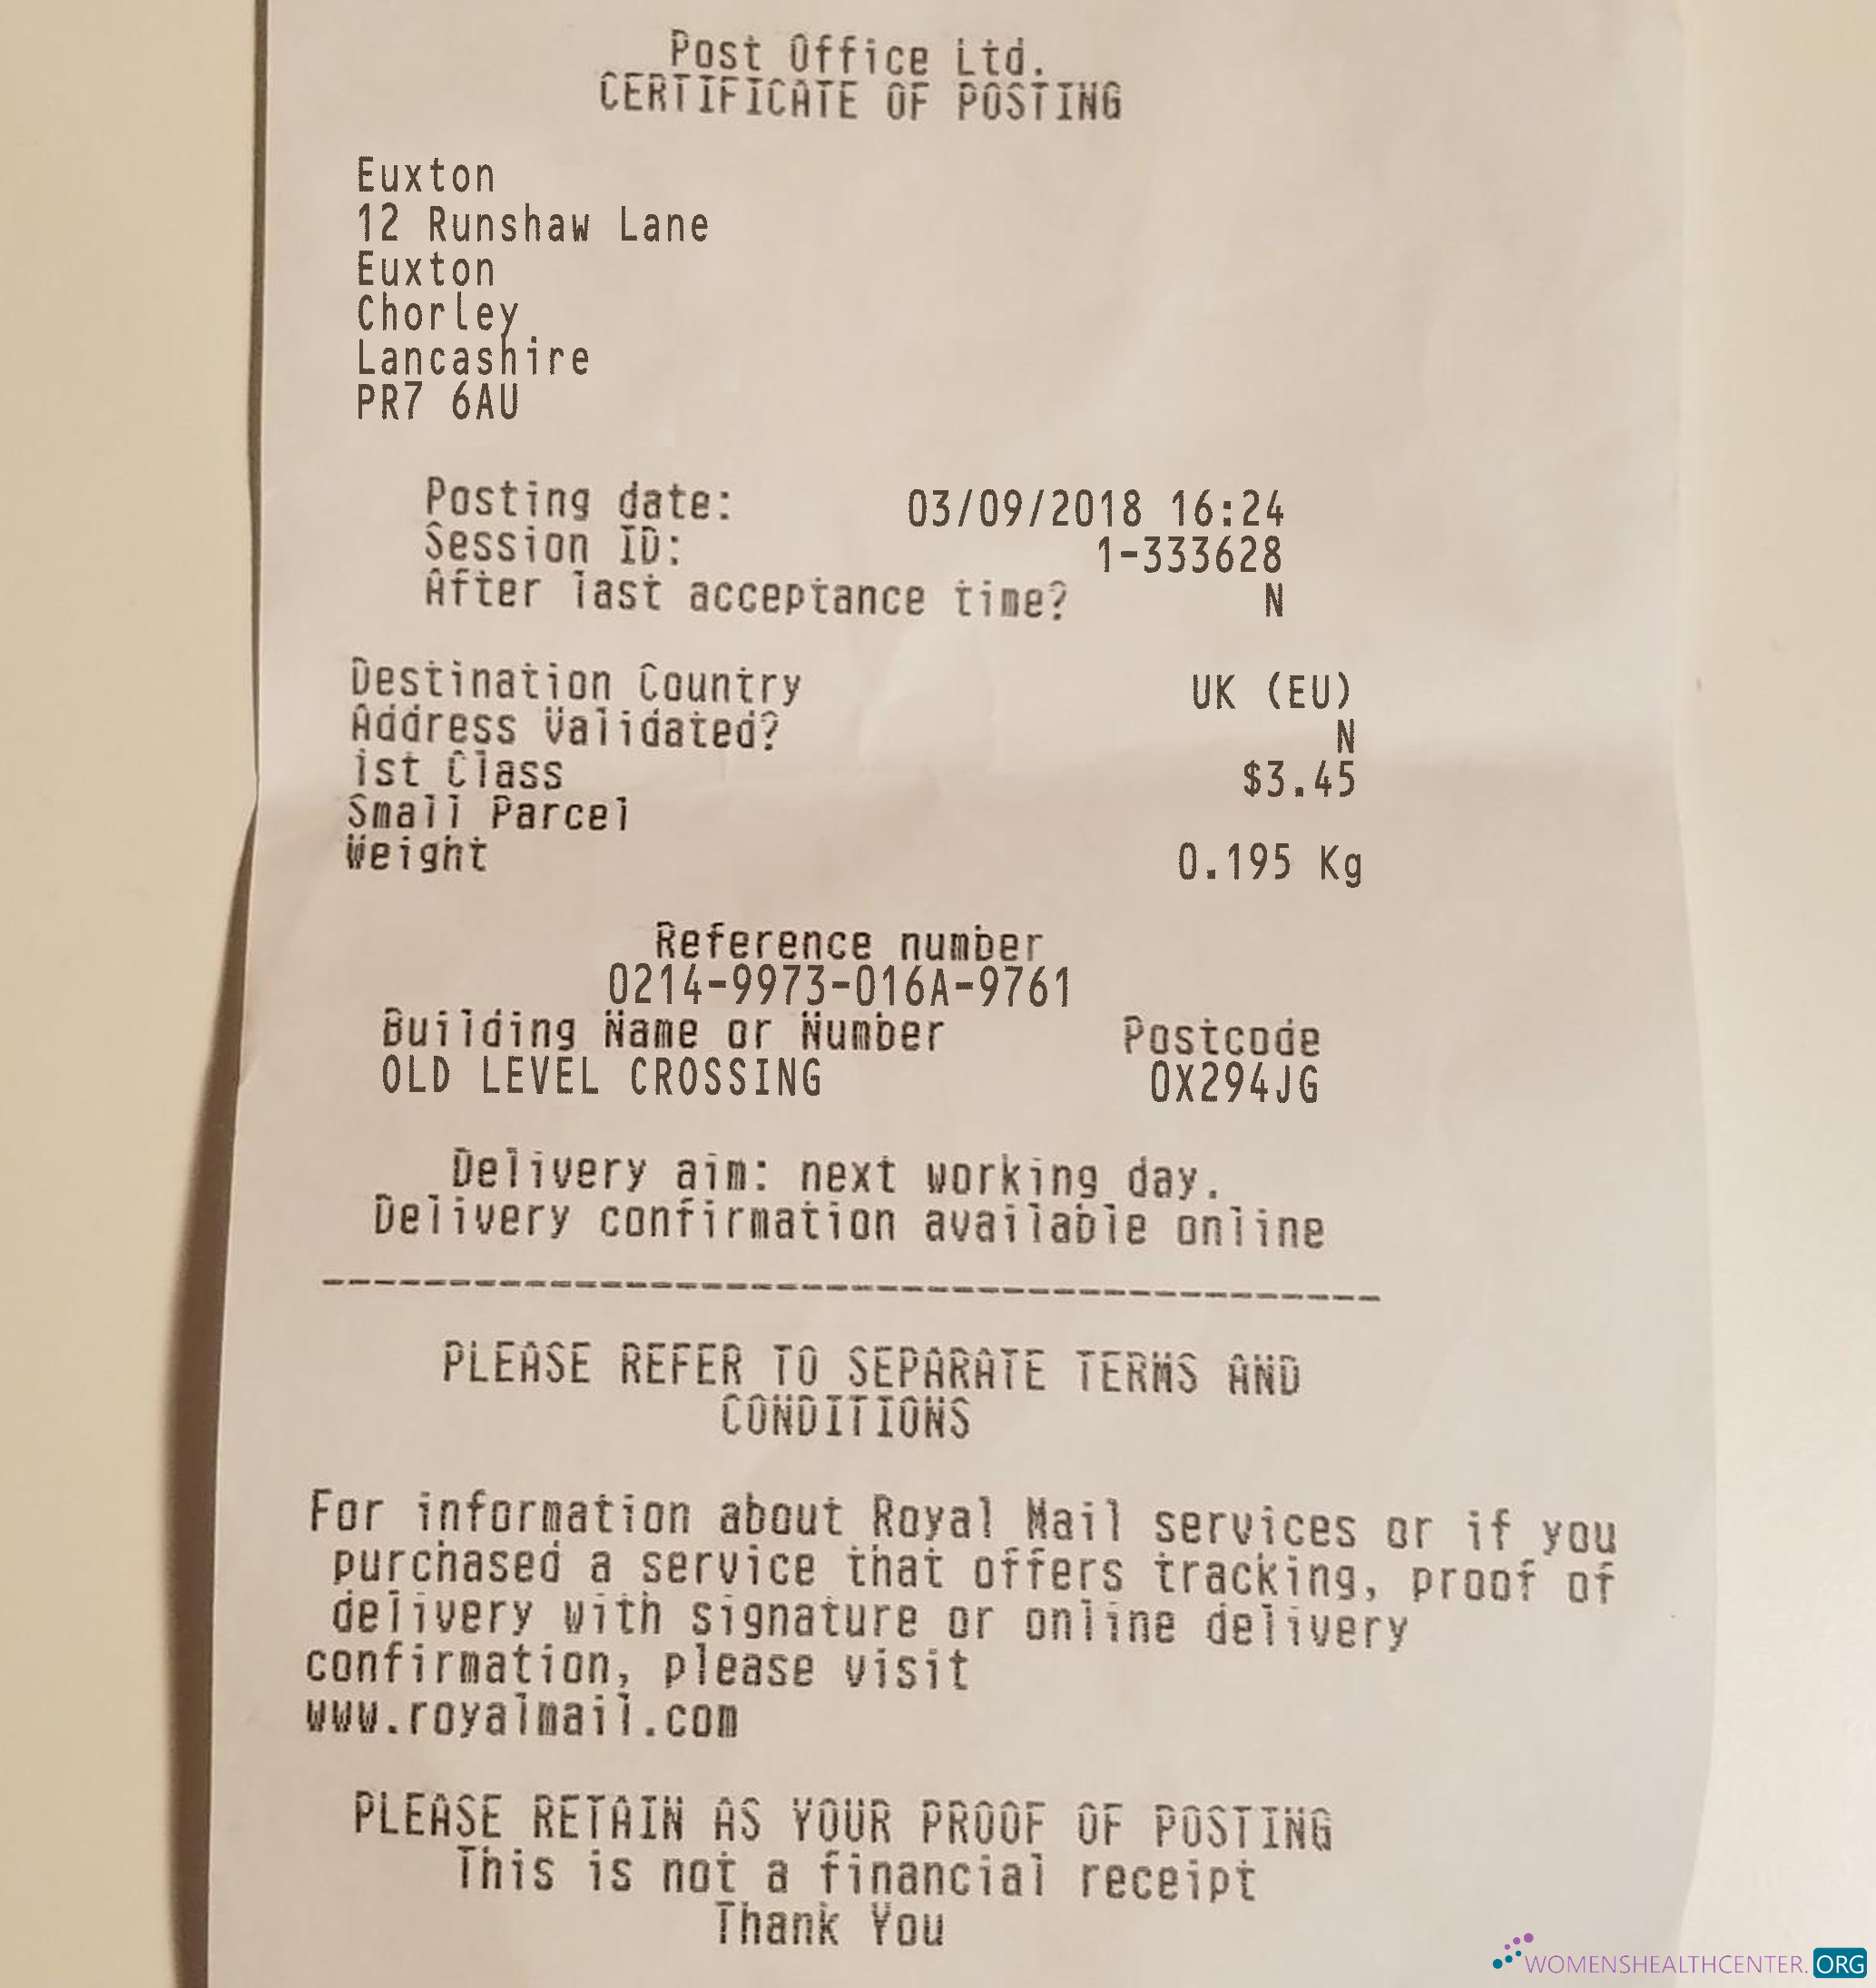 Post Office Ltd.
CERTIFICATE OF POSTING
Euxton
12 Runshaw Lane
Euxton
Chorley
Lancashire
PR7 6AU
Posting date: 03/09/2018 16:24
Session ID: 1-333628
After last acceptance time? N
Destination Country UK (EU)
Address Validated? N
1st Class $3.45
Small Parcel
Weight 0.195 Kg
Reference number
0214-9973-016A-9761
Building Name or Number Postcode
OLD LEVEL CROSSING OX294JG
Delivery aim: next working day.
Delivery confirmation available online
------------------------------------------
PLEASE REFER TO SEPARATE TERMS AND
CONDITIONS
For information about Royal Mail services or if you
purchased a service that offers tracking, proof of
delivery with signature or online delivery
confirmation, please visit
www.royalmail.com
PLEASE RETAIN AS YOUR PROOF OF POSTING
This is not a financial receipt
Thank You
WOMENSHEALTHCENTER.ORG